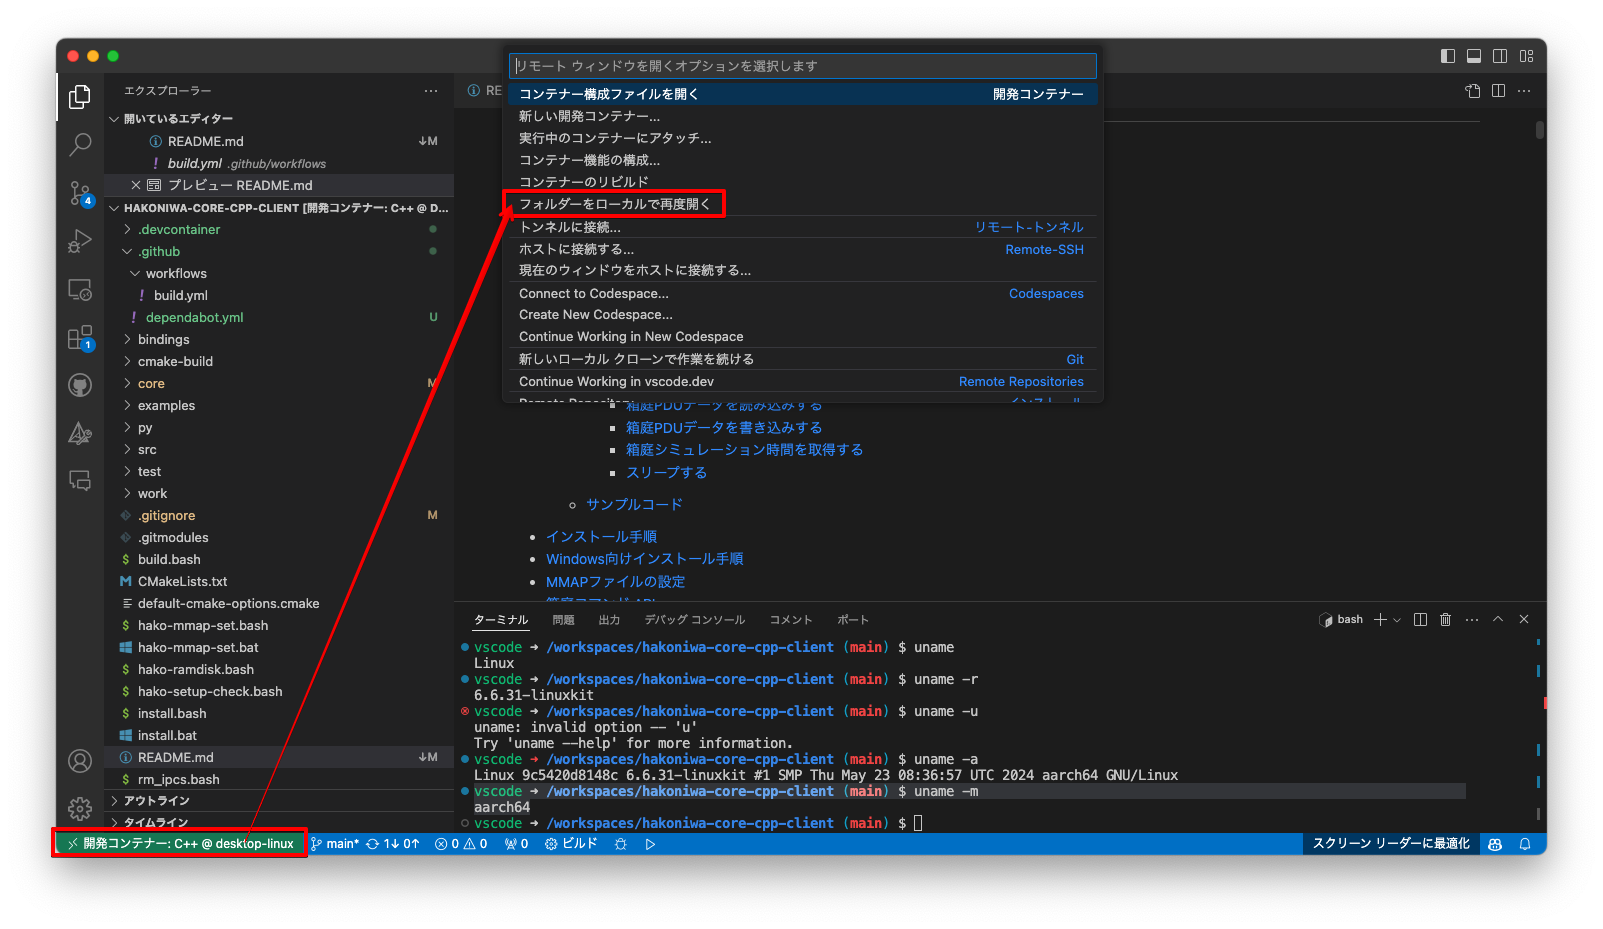 リモート ウィンドウを開くオプションを選択します
コンテナー構成ファイルを開く 開発コンテナー
新しい開発コンテナー...
実行中のコンテナーにアタッチ...
コンテナー機能の構成...
コンテナーのリビルド
フォルダーをローカルで再度開く
トンネルに接続... リモート-トンネル
ホストに接続する... Remote-SSH
現在のウィンドウをホストに接続する...
Connect to Codespace... Codespaces
Create New Codespace...
Continue Working in New Codespace
新しいローカル クローンで作業を続ける Git
Continue Working in vscode.dev Remote Repositories
エクスプローラー
開いているエディター
README.md ↓M
! build.yml .github/workflows
プレビュー README.md
HAKONIWA-CORE-CPP-CLIENT [開発コンテナー: C++ @ D...
.devcontainer
.github
workflows
! build.yml
! dependabot.yml U
bindings
cmake-build
core M
examples
py
src
test
work
.gitignore M
.gitmodules
$ build.bash
M CMakeLists.txt
default-cmake-options.cmake
$ hako-mmap-set.bash
hako-mmap-set.bat
$ hako-ramdisk.bash
$ hako-setup-check.bash
$ install.bash
install.bat
README.md ↓M
$ rm_ipcs.bash
アウトライン
タイムライン
4
1
RE
箱庭PDUデータを読み込みする
箱庭PDUデータを書き込みする
箱庭シミュレーション時間を取得する
スリープする
サンプルコード
インストール手順
Windows向けインストール手順
MMAPファイルの設定
ターミナル 問題 出力 デバッグ コンソール コメント ポート bash
vscode ➜ /workspaces/hakoniwa-core-cpp-client (main) $ uname
Linux
vscode ➜ /workspaces/hakoniwa-core-cpp-client (main) $ uname -r
6.6.31-linuxkit
vscode ➜ /workspaces/hakoniwa-core-cpp-client (main) $ uname -u
uname: invalid option -- 'u'
Try 'uname --help' for more information.
vscode ➜ /workspaces/hakoniwa-core-cpp-client (main) $ uname -a
Linux 9c5420d8148c 6.6.31-linuxkit #1 SMP Thu May 23 08:36:57 UTC 2024 aarch64 GNU/Linux
vscode ➜ /workspaces/hakoniwa-core-cpp-client (main) $ uname -m
aarch64
vscode ➜ /workspaces/hakoniwa-core-cpp-client (main) $
開発コンテナー: C++ @ desktop-linux main* 1↓ 0↑ 0 0 0 ビルド スクリーン リーダーに最適化